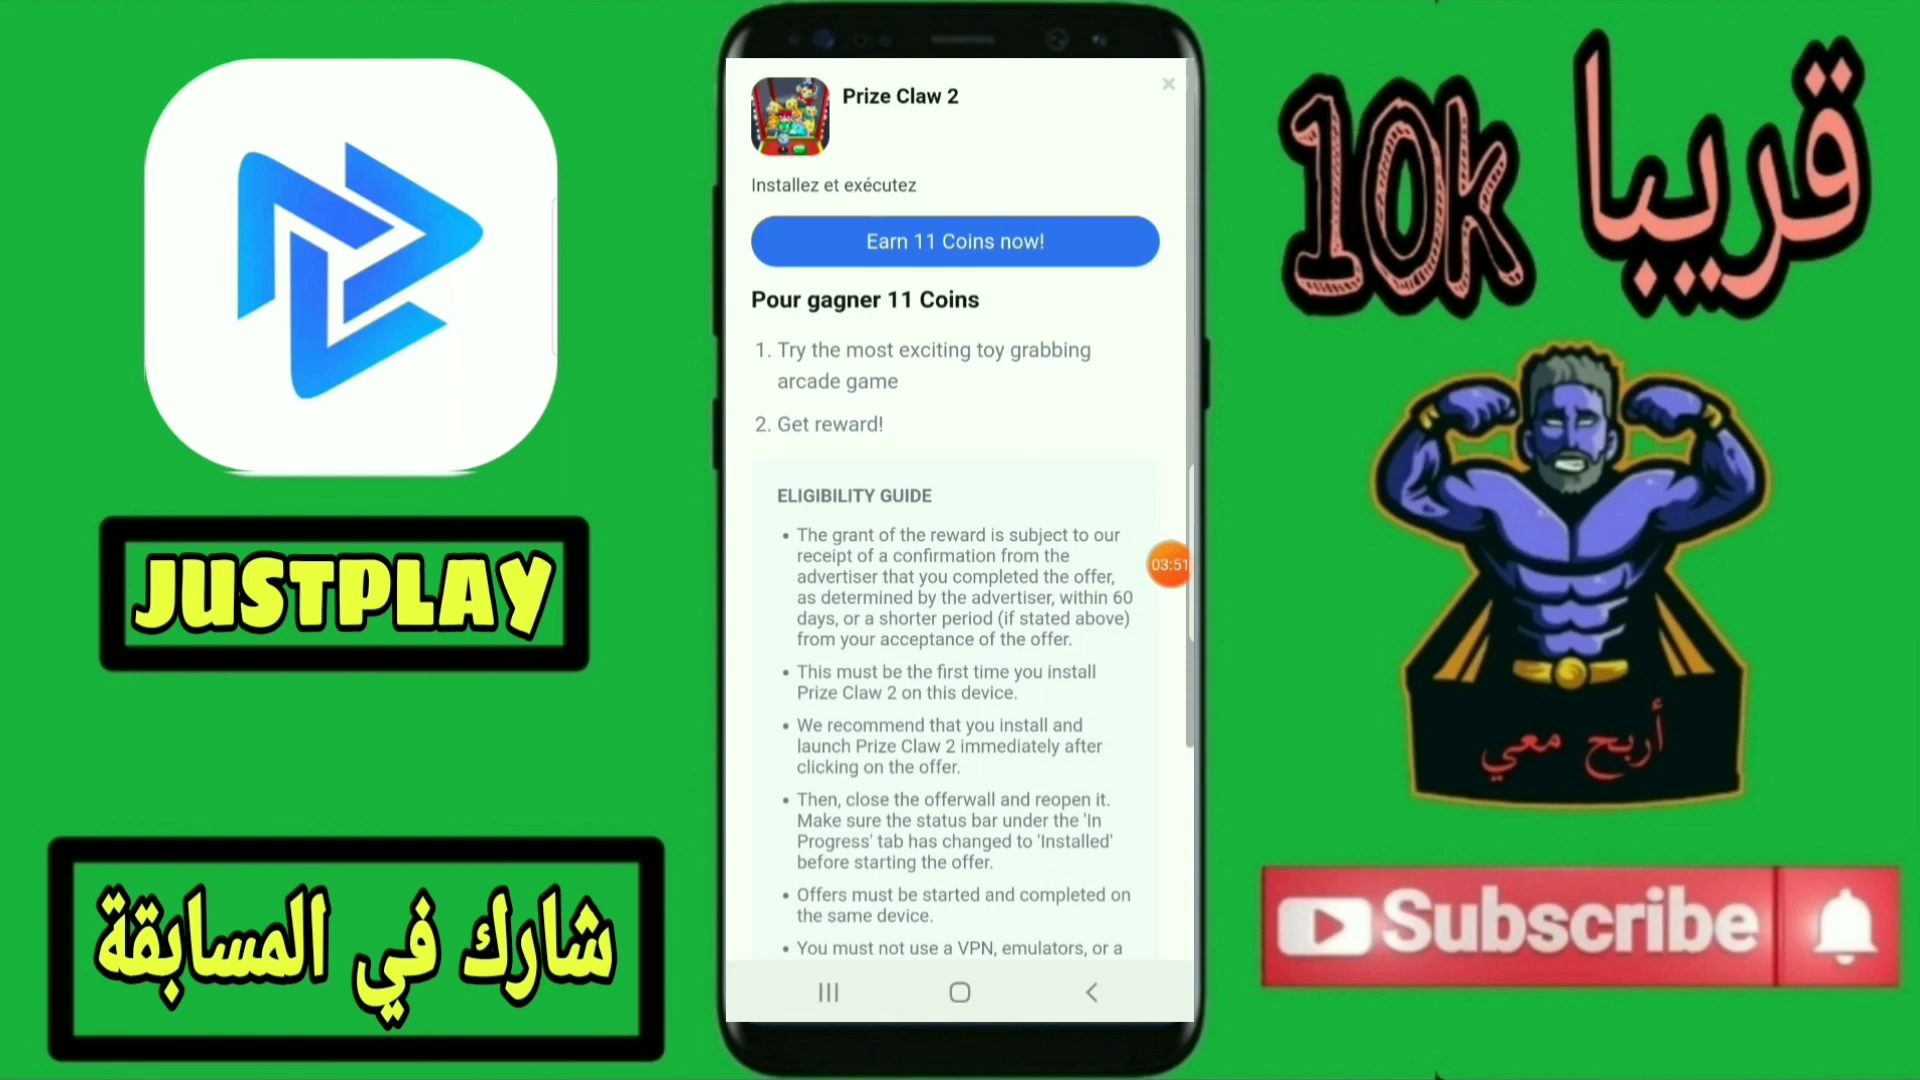 JUSTPLAY
شارك في المسابقة
Prize Claw 2
Installez et exécutez
Earn 11 Coins now!
Pour gagner 11 Coins
1. Try the most exciting toy grabbing
arcade game
2. Get reward!
ELIGIBILITY GUIDE
• The grant of the reward is subject to our
receipt of a confirmation from the
advertiser that you completed the offer,
as determined by the advertiser, within 60
days, or a shorter period (if stated above)
from your acceptance of the offer.
• This must be the first time you install
Prize Claw 2 on this device.
• We recommend that you install and
launch Prize Claw 2 immediately after
clicking on the offer.
• Then, close the offerwall and reopen it.
Make sure the status bar under the 'In
Progress' tab has changed to 'Installed'
before starting the offer.
• Offers must be started and completed on
the same device.
• You must not use a VPN, emulators, or a
03:51
قريبا 10k
أربح معي
Subscribe